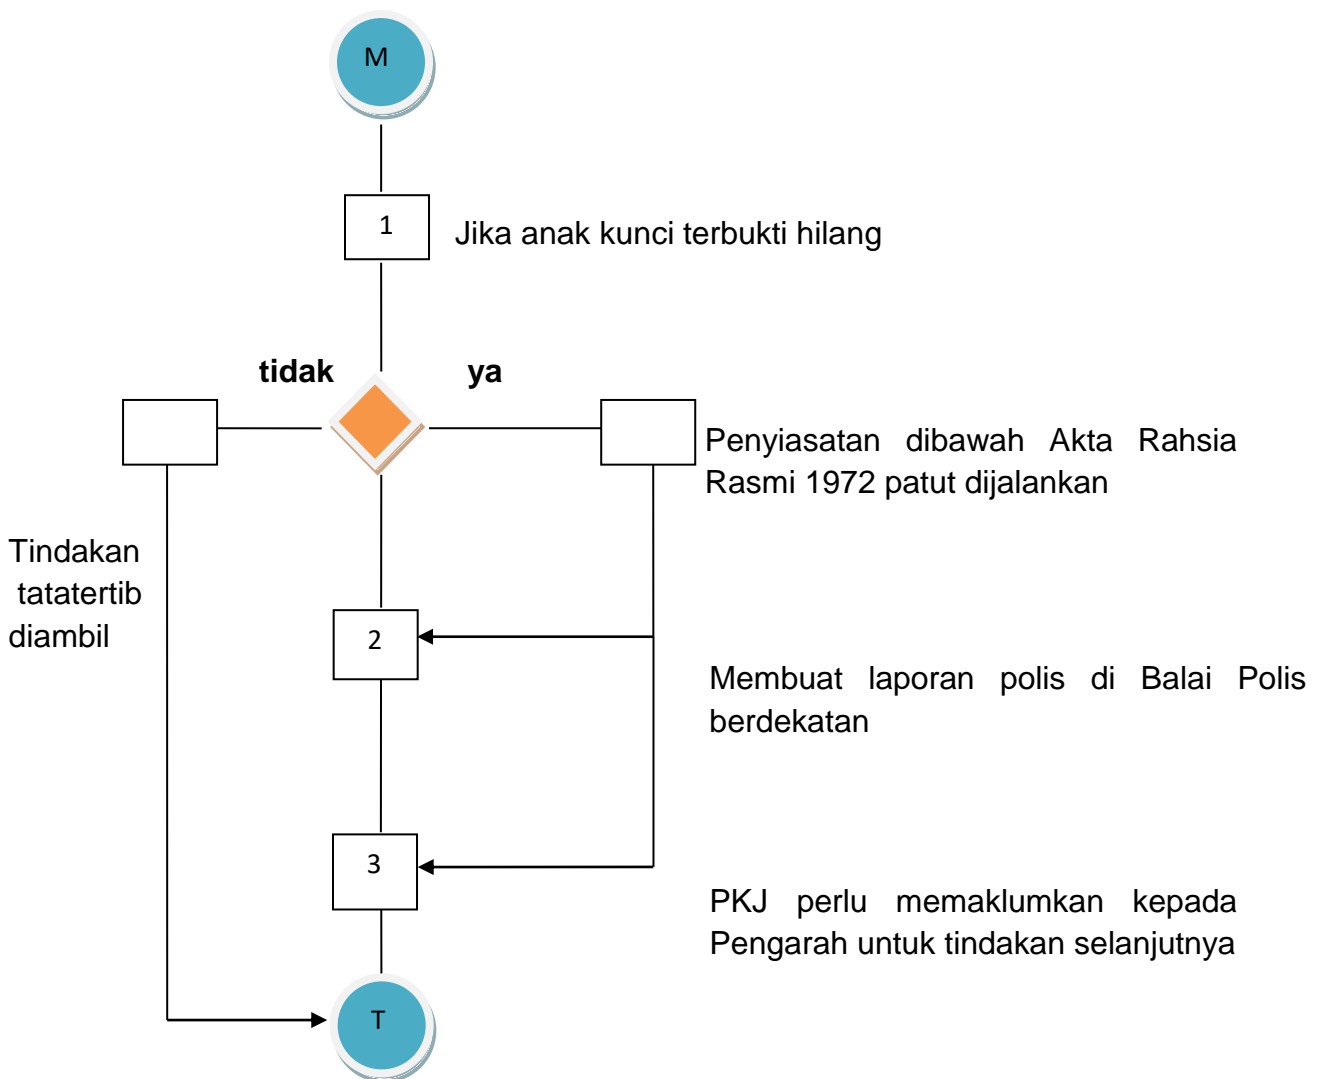 M
1
Jika anak kunci terbukti hilang
tidak
ya
Penyiasatan dibawah Akta Rahsia
Rasmi 1972 patut dijalankan
Tindakan
tatatertib
diambil
2
Membuat laporan polis di Balai Polis
berdekatan
3
PKJ perlu memaklumkan kepada
Pengarah untuk tindakan selanjutnya
T